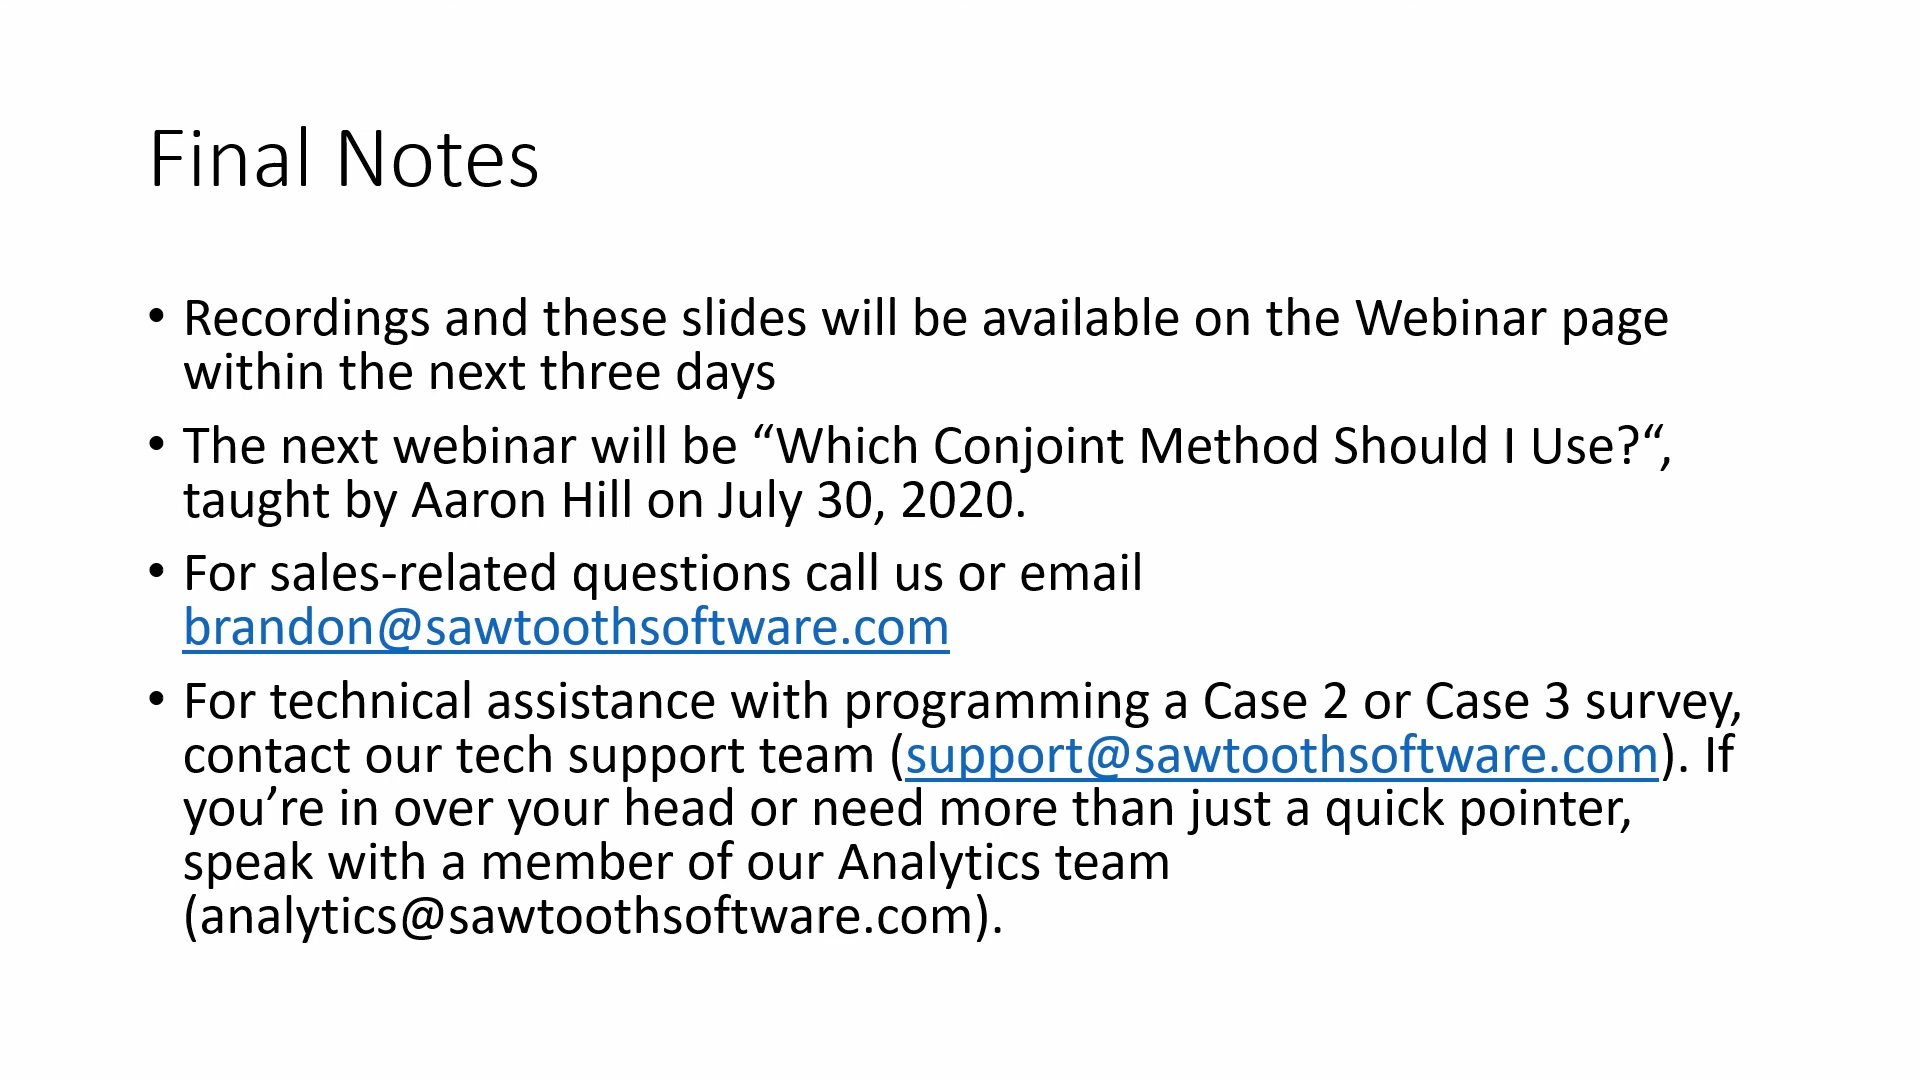 Final Notes
• Recordings and these slides will be available on the Webinar page
within the next three days
• The next webinar will be “Which Conjoint Method Should I Use?“,
taught by Aaron Hill on July 30, 2020.
• For sales-related questions call us or email
brandon@sawtoothsoftware.com
• For technical assistance with programming a Case 2 or Case 3 survey,
contact our tech support team (support@sawtoothsoftware.com). If
you’re in over your head or need more than just a quick pointer,
speak with a member of our Analytics team
(analytics@sawtoothsoftware.com).